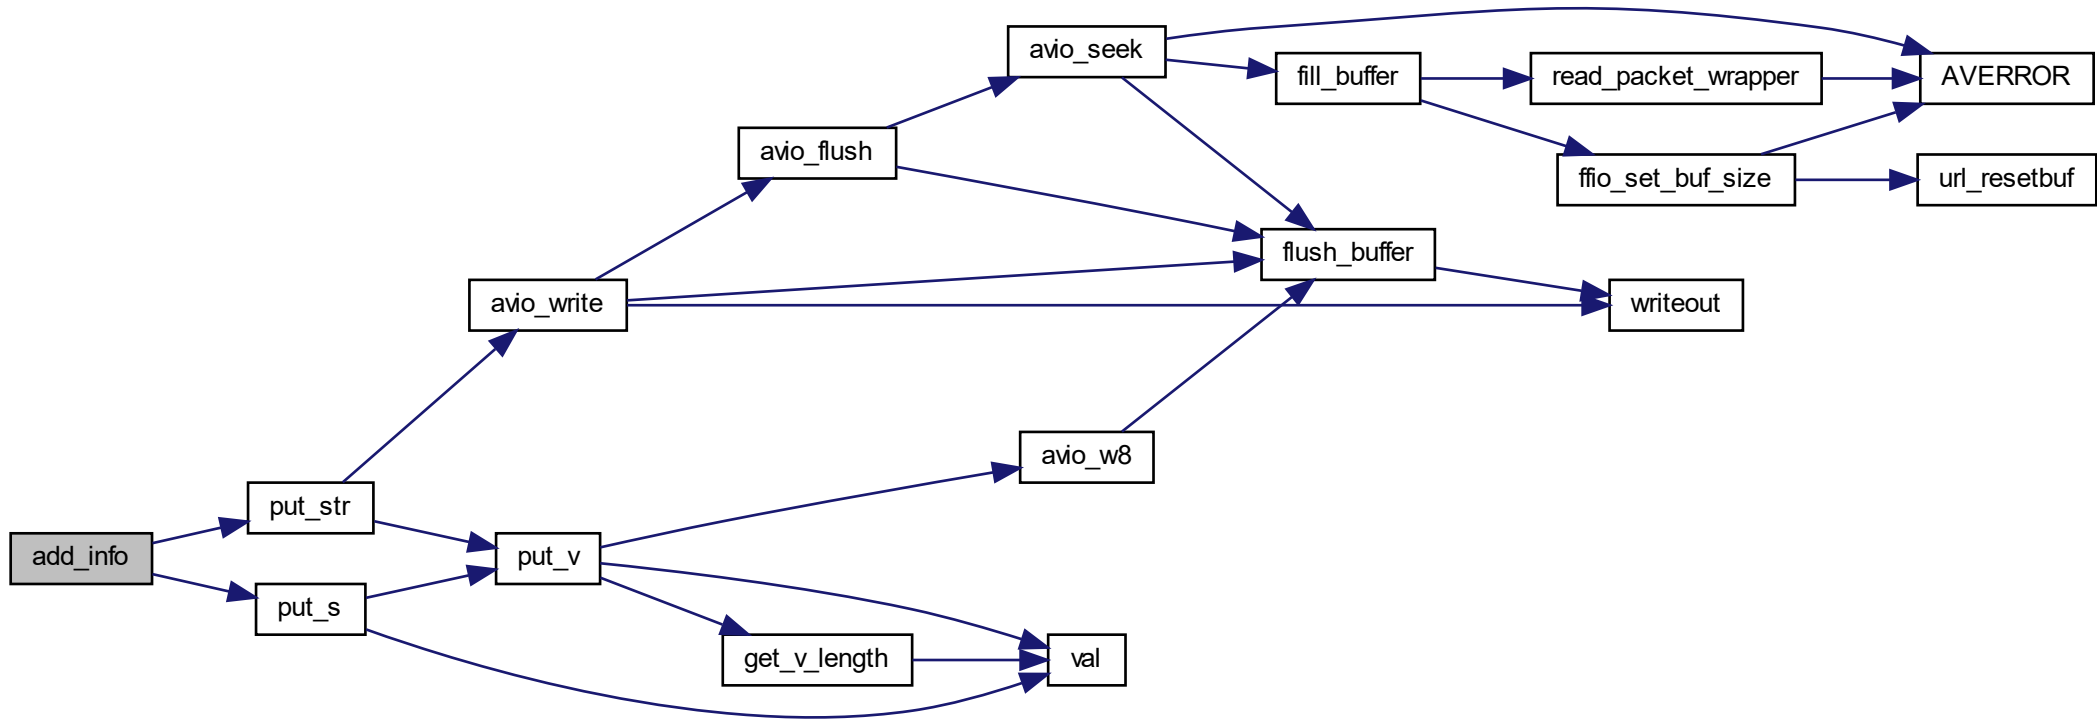 avio_seek
fill_buffer
read_packet_wrapper
AVERROR
avio_flush
ffio_set_buf_size
url_resetbuf
flush_buffer
avio_write
writeout
avio_w8
put_str
add_info
put_v
put_s
get_v_length
val